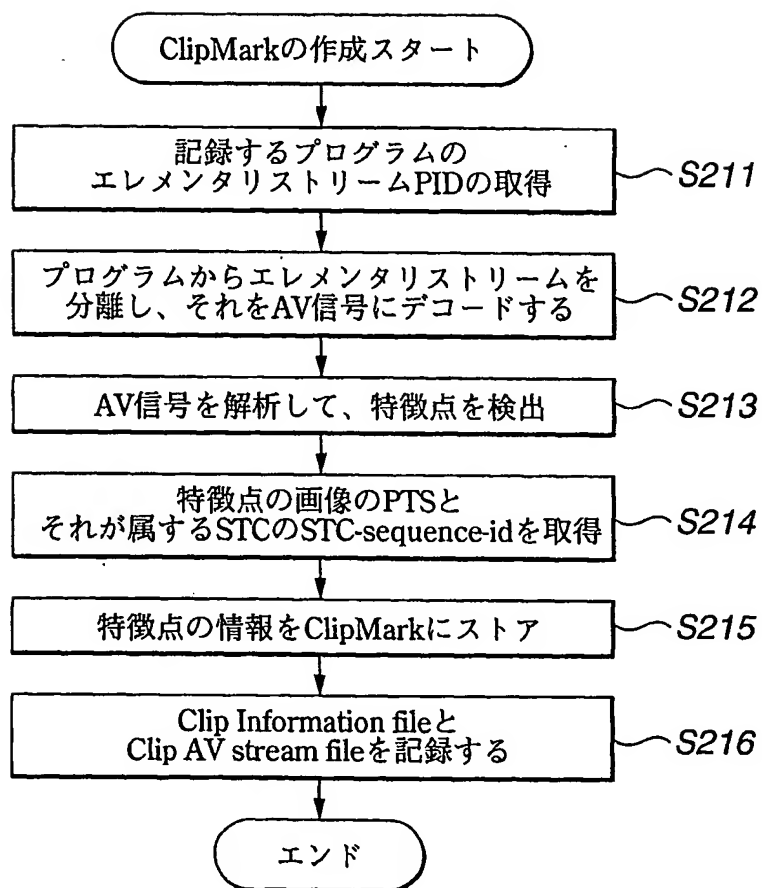 ClipMarkの作成スタート
記録するプログラムの
エレメンタリストリームPIDの取得
S211
プログラムからエレメンタリストリームを
分離し、それをAV信号にデコードする
S212
AV信号を解析して、特徴点を検出
S213
特徴点の画像のPTSと
それが属するSTCのSTC-sequence-idを取得
S214
特徴点の情報をClipMarkにストア
S215
Clip Information fileと
Clip AV stream fileを記録する
S216
エンド